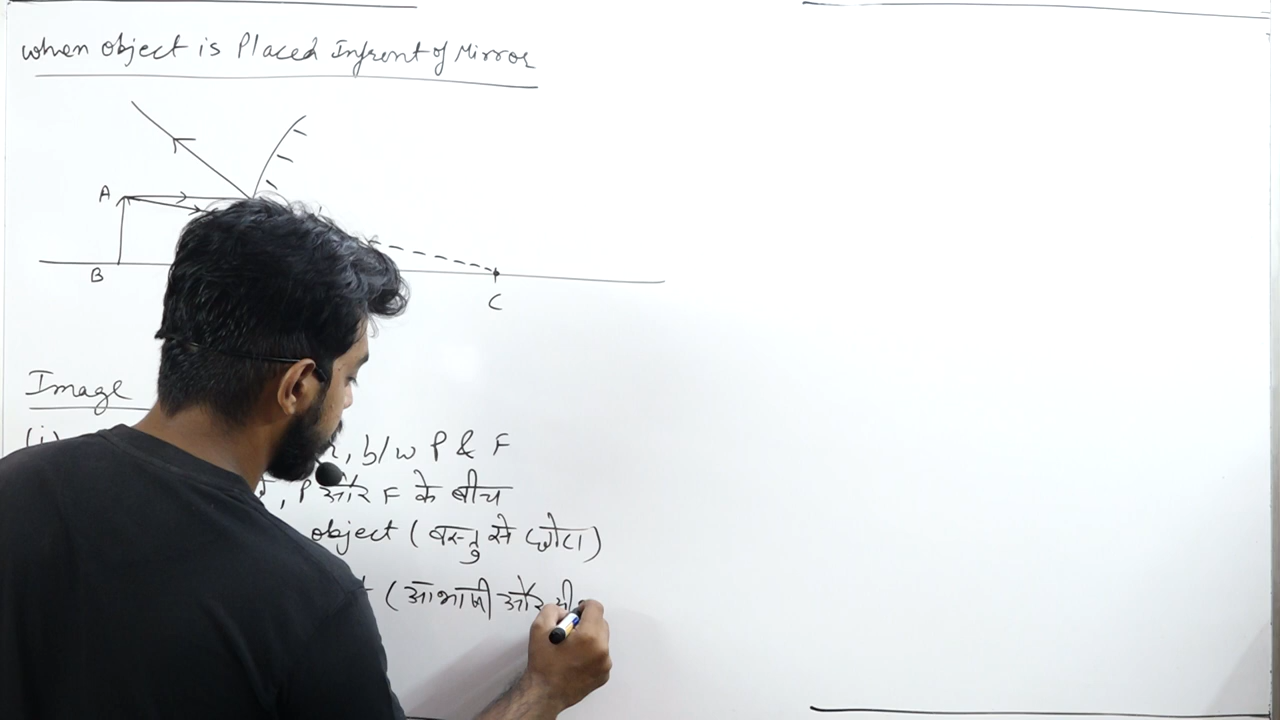 when object is Placed Infront of Mirror
A
B
C
Image
(i)
, b/w P & F
, P और F के बीच
object (वस्तु से छोटा)
(आभासी और सी